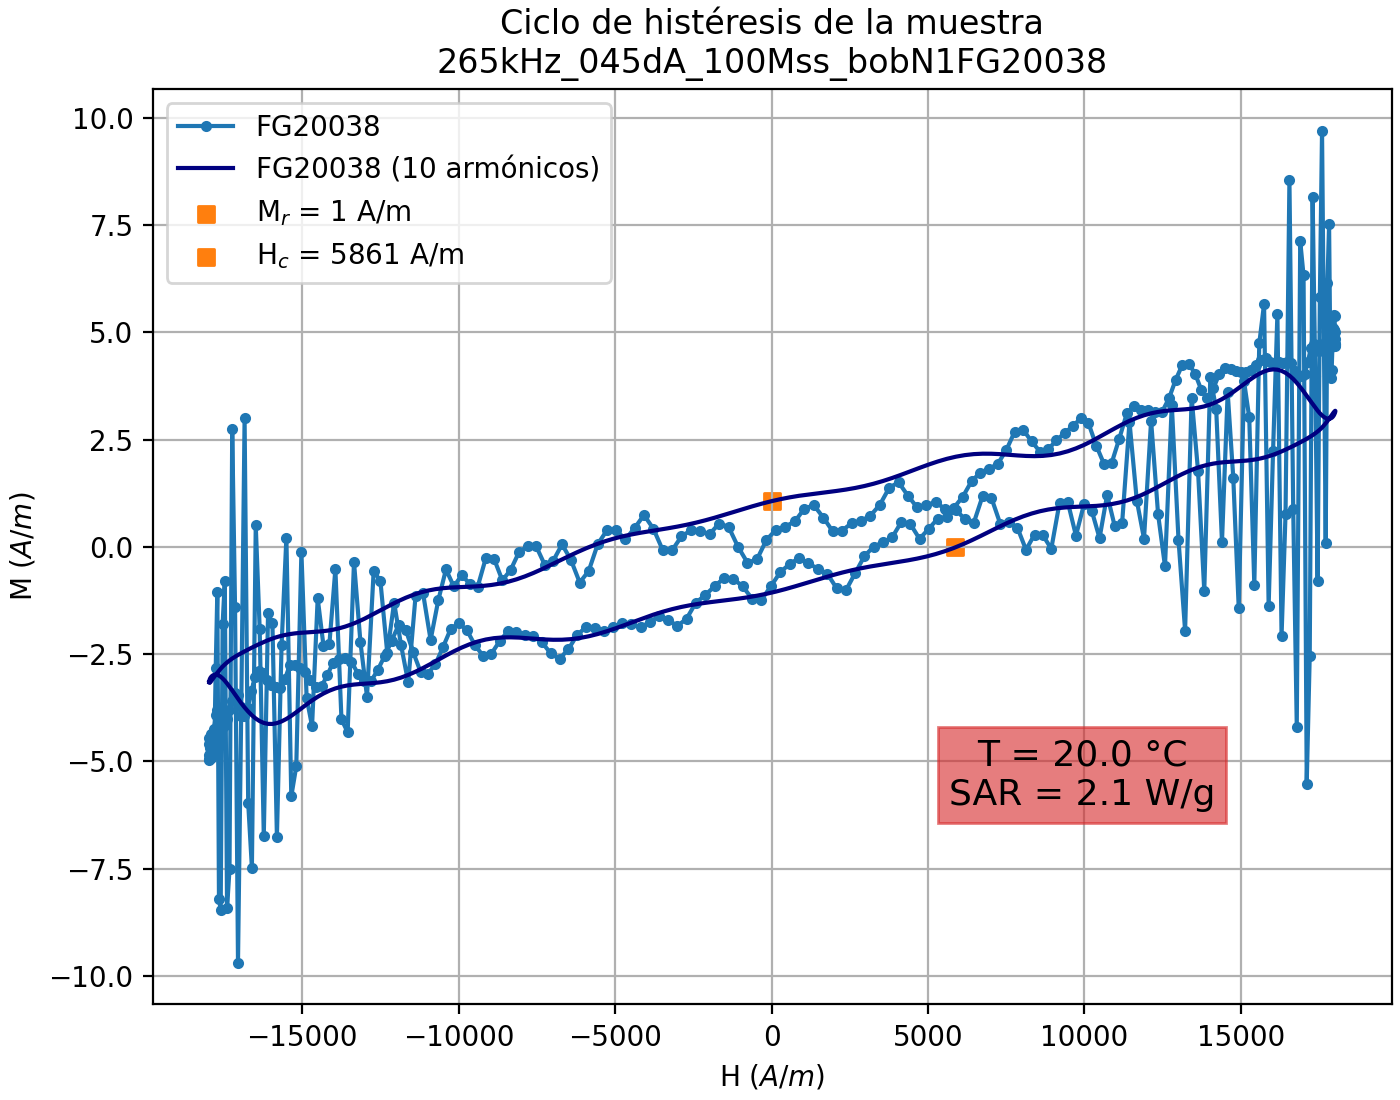 Ciclo de histéresis de la muestra
265kHz_045dA_100Mss_bobN1FG20038
FG20038
FG20038 (10 armónicos)
Mᵣ = 1 A/m
H_c = 5861 A/m
10.0
7.5
5.0
2.5
0.0
−2.5
−5.0
−7.5
−10.0
M (A/m)
T = 20.0 °C
SAR = 2.1 W/g
−15000 −10000 −5000 0 5000 10000 15000
H (A/m)